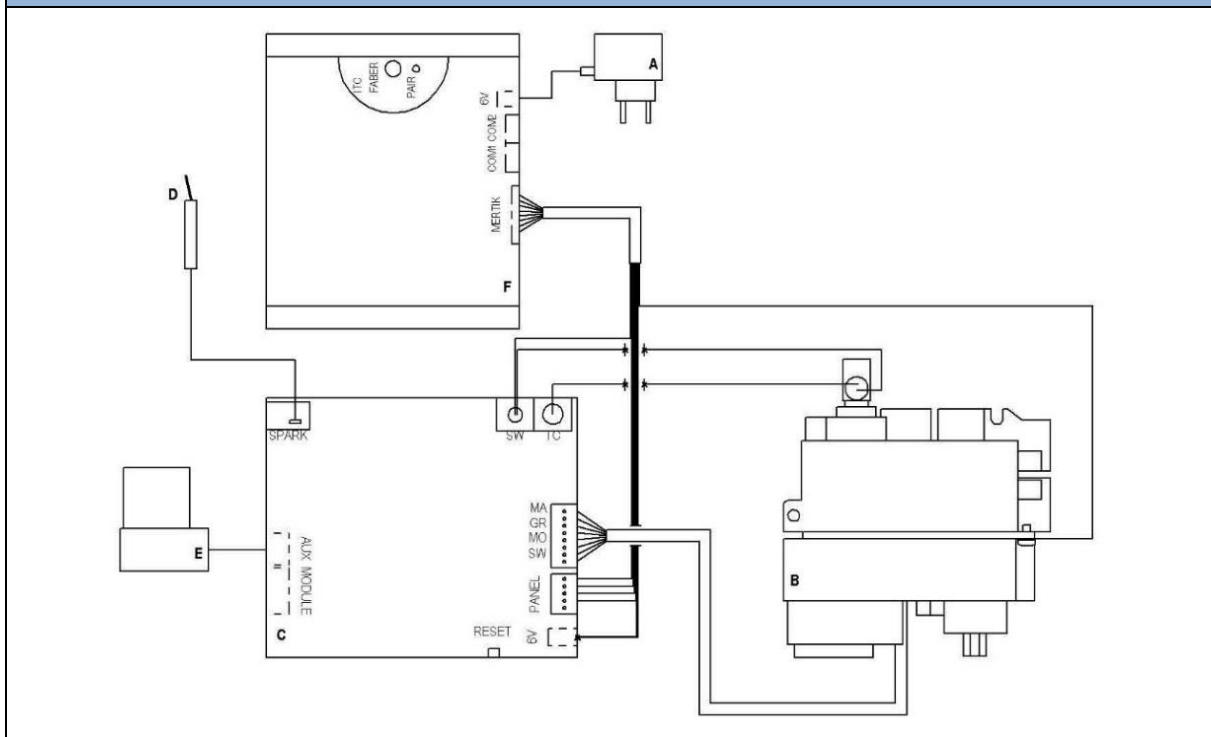 A
ITC
FABER
PAIR
6V
COM2
COM1
MERTIK
D
F
SPARK
SW
TC
MA
GR
MO
SW
E
AUX MODULE
PANEL
B
C
RESET
6V